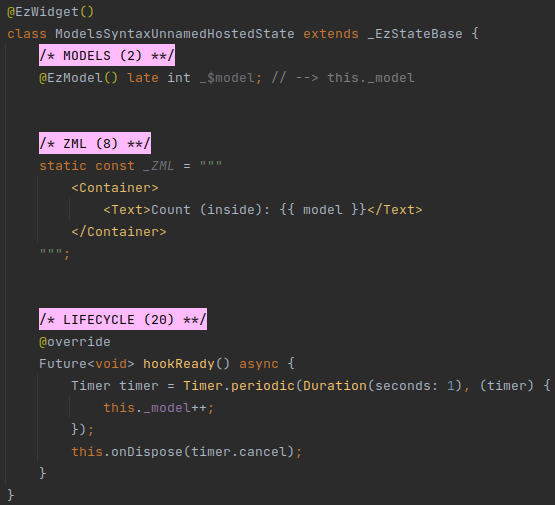 @EzWidget()
class ModelsSyntaxUnnamedHostedState extends _EzStateBase {
    /* MODELS (2) **/
    @EzModel() late int _$model; // --> this._model
    /* ZML (8) **/
    static const _ZML = """
        <Container>
            <Text>Count (inside): {{ model }}</Text>
        </Container>
    """;
    /* LIFECYCLE (20) **/
    @override
    Future<void> hookReady() async {
        Timer timer = Timer.periodic(Duration(seconds: 1), (timer) {
            this._model++;
        });
        this.onDispose(timer.cancel);
    }
}